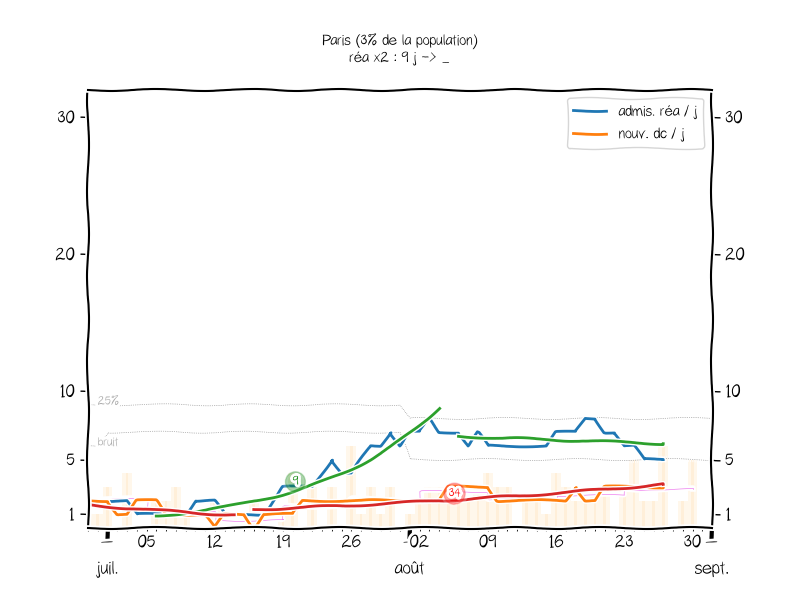 Paris (3% de la population)
réa x2 : 9 j -> _
admis. réa / j
nouv. dc / j
30
30
20
20
10
10
25%
bruit
5
5
9
34
1
1
05
12
19
26
02
09
16
23
30
juil.
août
sept.